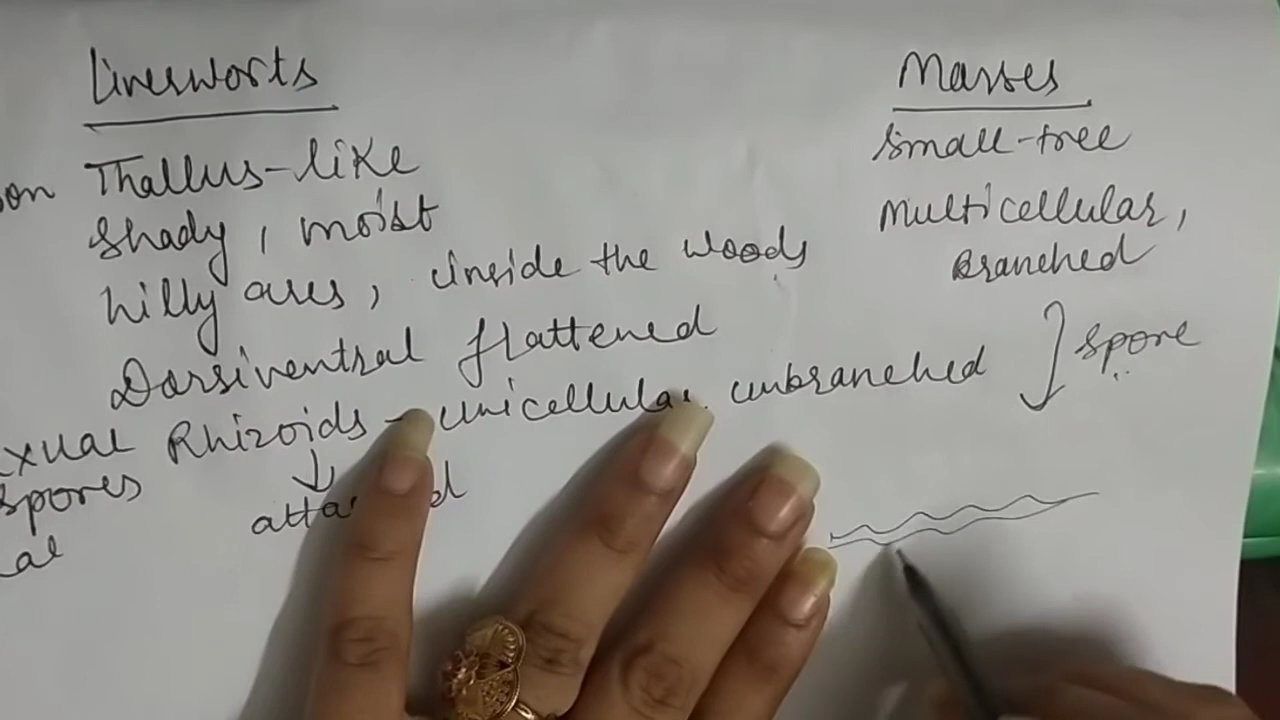 Liverworts
Thallus-like
Shady, moist
hilly ares, inside the woods
Dorsiventral flattened
Rhizoids - unicellular unbranched
xual
spores
al
Masses
Small-tree
Multicellular,
Branched
Spore
on